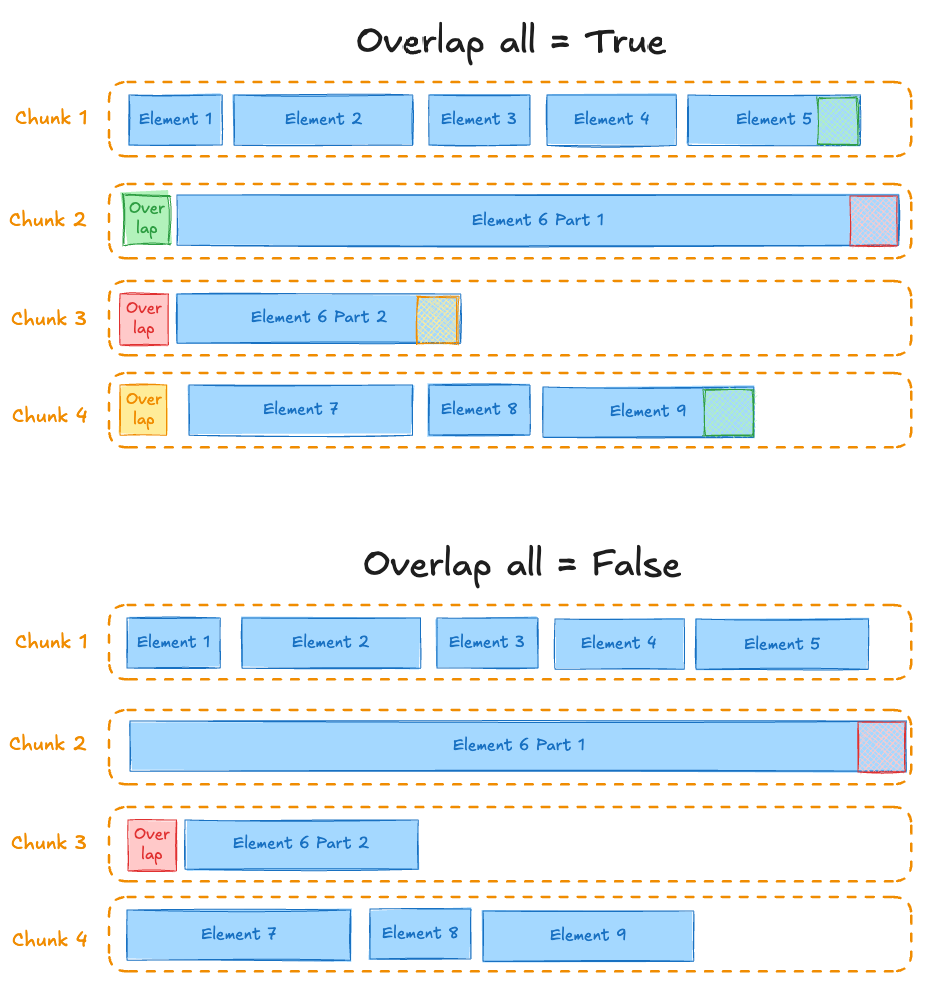 Overlap all = True
Chunk 1
Element 1
Element 2
Element 3
Element 4
Element 5
Chunk 2
Over
lap
Element 6 Part 1
Chunk 3
Over
lap
Element 6 Part 2
Chunk 4
Over
lap
Element 7
Element 8
Element 9
Overlap all = False
Chunk 1
Element 1
Element 2
Element 3
Element 4
Element 5
Chunk 2
Element 6 Part 1
Chunk 3
Over
lap
Element 6 Part 2
Chunk 4
Element 7
Element 8
Element 9